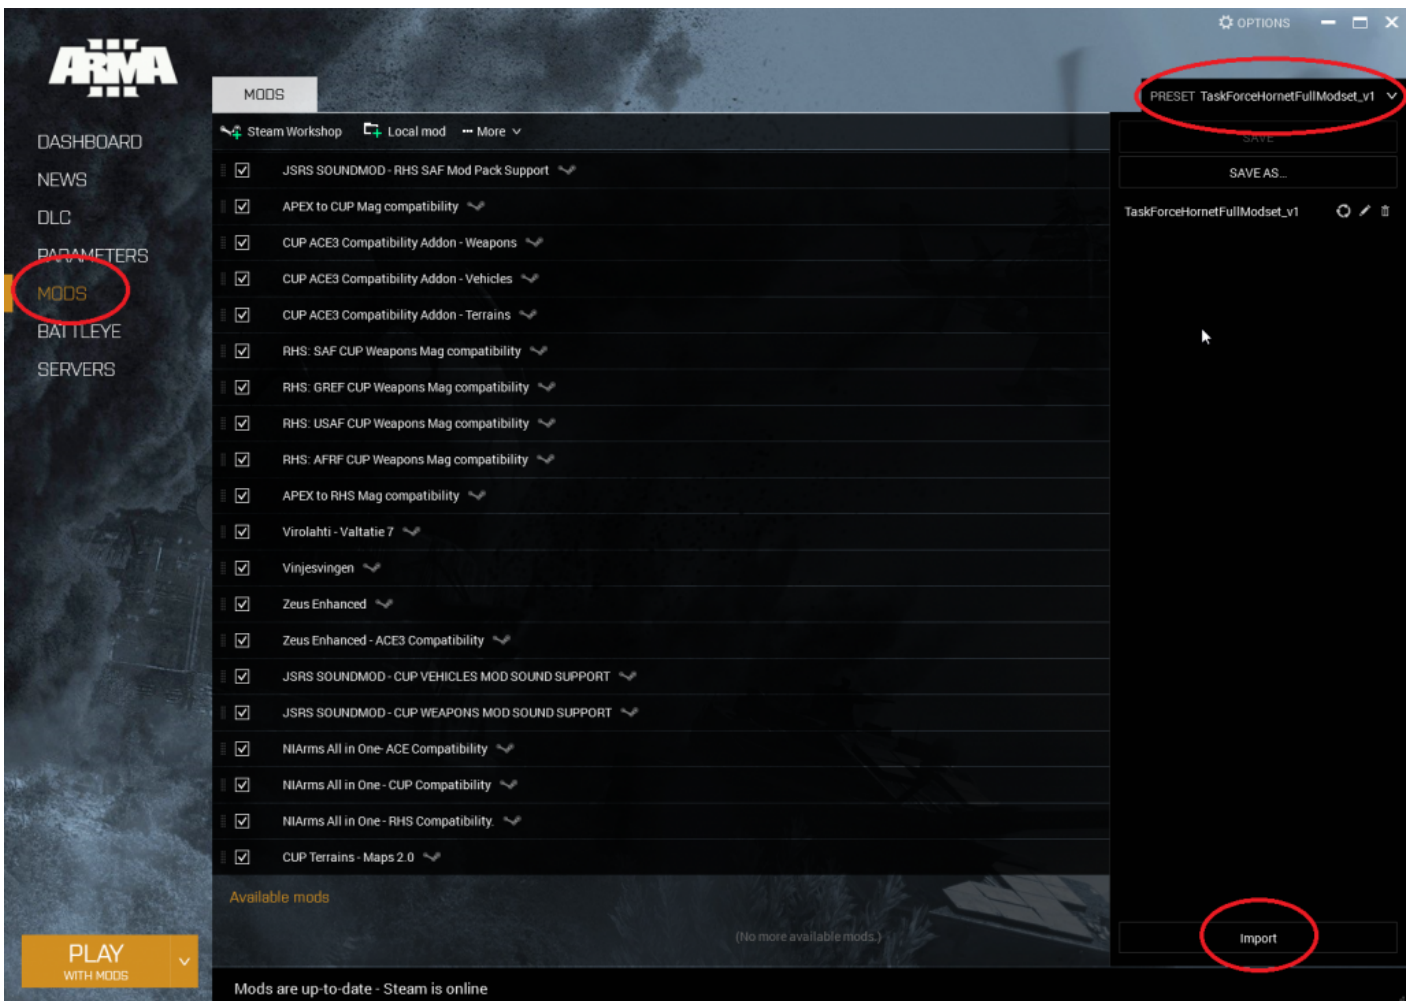 OPTIONS
ARMA III
MODS
PRESET TaskForceHornetFullModset_v1
DASHBOARD
NEWS
DLC
PARAMETERS
MODS
BATTLEYE
SERVERS
Steam Workshop Local mod ••• More
JSRS SOUNDMOD - RHS SAF Mod Pack Support
APEX to CUP Mag compatibility
CUP ACE3 Compatibility Addon - Weapons
CUP ACE3 Compatibility Addon - Vehicles
CUP ACE3 Compatibility Addon - Terrains
RHS: SAF CUP Weapons Mag compatibility
RHS: GREF CUP Weapons Mag compatibility
RHS: USAF CUP Weapons Mag compatibility
RHS: AFRF CUP Weapons Mag compatibility
APEX to RHS Mag compatibility
Virolahti - Valtatie 7
Vinjesvingen
Zeus Enhanced
Zeus Enhanced - ACE3 Compatibility
JSRS SOUNDMOD - CUP VEHICLES MOD SOUND SUPPORT
JSRS SOUNDMOD - CUP WEAPONS MOD SOUND SUPPORT
NIArms All in One- ACE Compatibility
NIArms All in One - CUP Compatibility
NIArms All in One - RHS Compatibility.
CUP Terrains - Maps 2.0
Available mods
(No more available mods.)
SAVE
SAVE AS...
TaskForceHornetFullModset_v1
Import
PLAY
WITH MODS
Mods are up-to-date - Steam is online